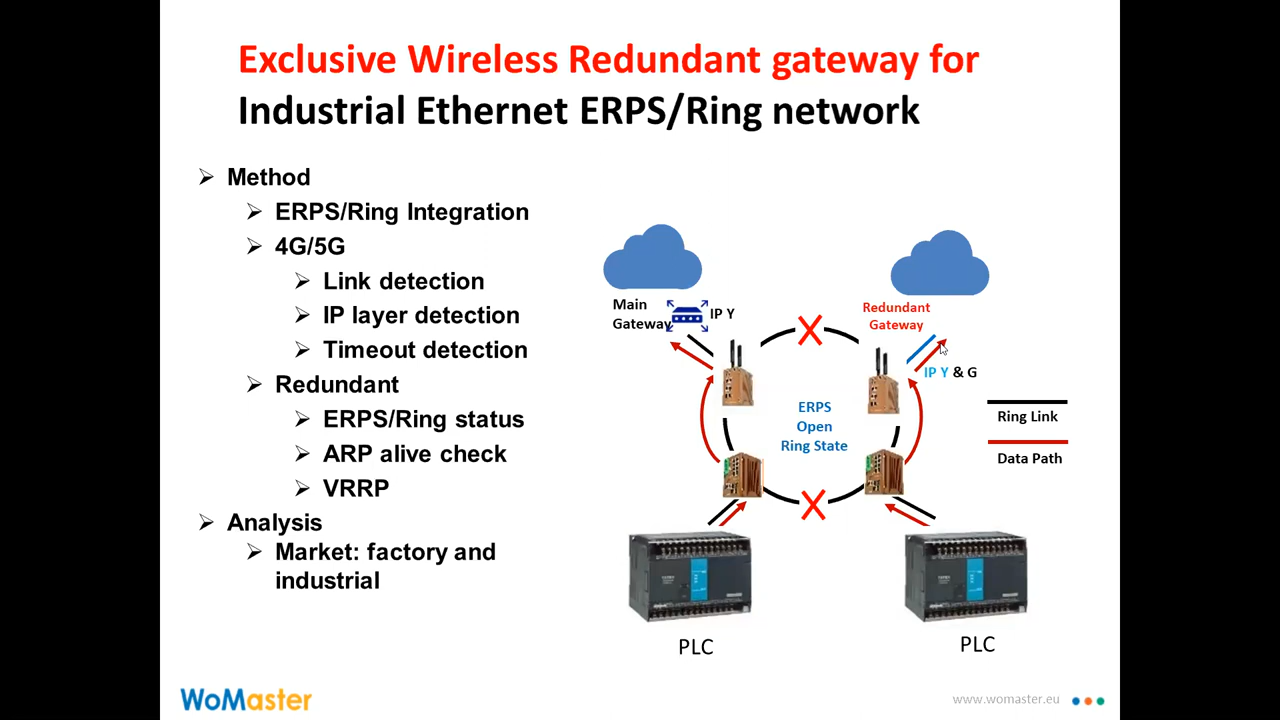 Exclusive Wireless Redundant gateway for
Industrial Ethernet ERPS/Ring network
Method
ERPS/Ring Integration
4G/5G
Link detection
IP layer detection
Timeout detection
Redundant
ERPS/Ring status
ARP alive check
VRRP
Analysis
Market: factory and
industrial
Main
Gateway
IP Y
Redundant
Gateway
IP Y & G
ERPS
Open
Ring State
Ring Link
Data Path
PLC
PLC
WoMaster
www.womaster.eu